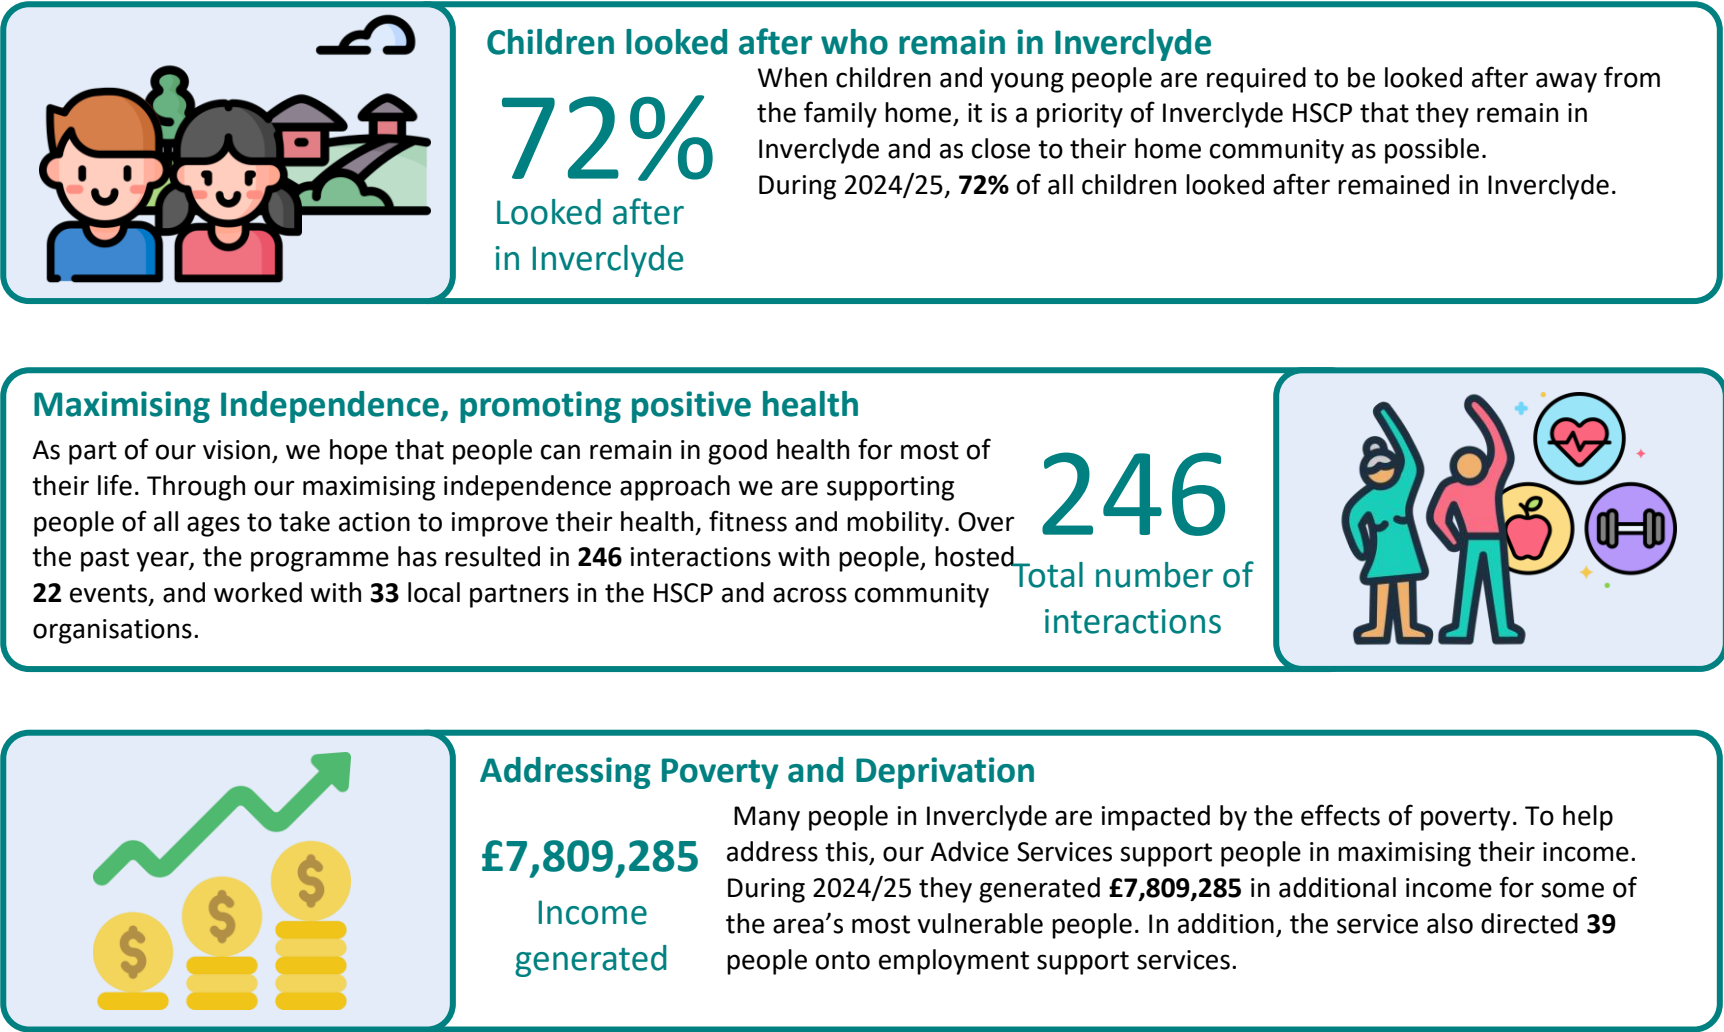 Children looked after who remain in Inverclyde
72%
Looked after
in Inverclyde
When children and young people are required to be looked after away from
the family home, it is a priority of Inverclyde HSCP that they remain in
Inverclyde and as close to their home community as possible.
During 2024/25, 72% of all children looked after remained in Inverclyde.
Maximising Independence, promoting positive health
As part of our vision, we hope that people can remain in good health for most of
their life. Through our maximising independence approach we are supporting
people of all ages to take action to improve their health, fitness and mobility. Over
the past year, the programme has resulted in 246 interactions with people, hosted
22 events, and worked with 33 local partners in the HSCP and across community
organisations.
246
Total number of
interactions
Addressing Poverty and Deprivation
£7,809,285
Income
generated
Many people in Inverclyde are impacted by the effects of poverty. To help
address this, our Advice Services support people in maximising their income.
During 2024/25 they generated £7,809,285 in additional income for some of
the area’s most vulnerable people. In addition, the service also directed 39
people onto employment support services.
$
$
$